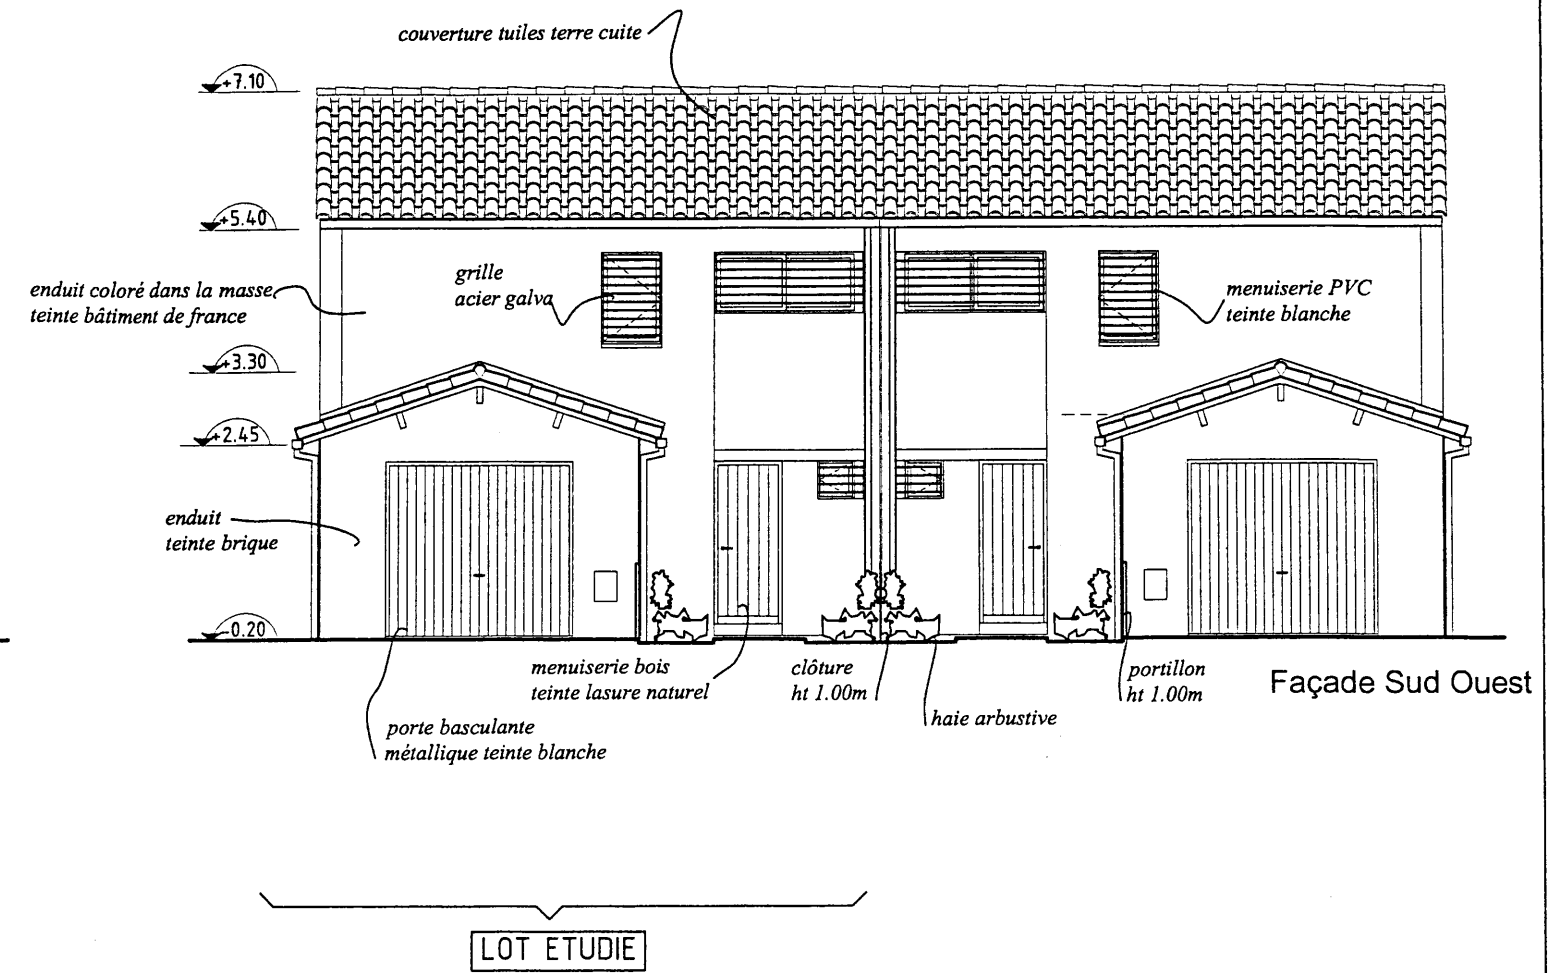 couverture tuiles terre cuite
+7.10
+5.40
grille
acier galva
enduit coloré dans la masse
teinte bâtiment de france
menuiserie PVC
teinte blanche
+3.30
+2.45
enduit
teinte brique
-0.20
menuiserie bois
teinte lasure naturel
clôture
ht 1.00m
portillon
ht 1.00m
Façade Sud Ouest
haie arbustive
porte basculante
métallique teinte blanche
LOT ETUDIE